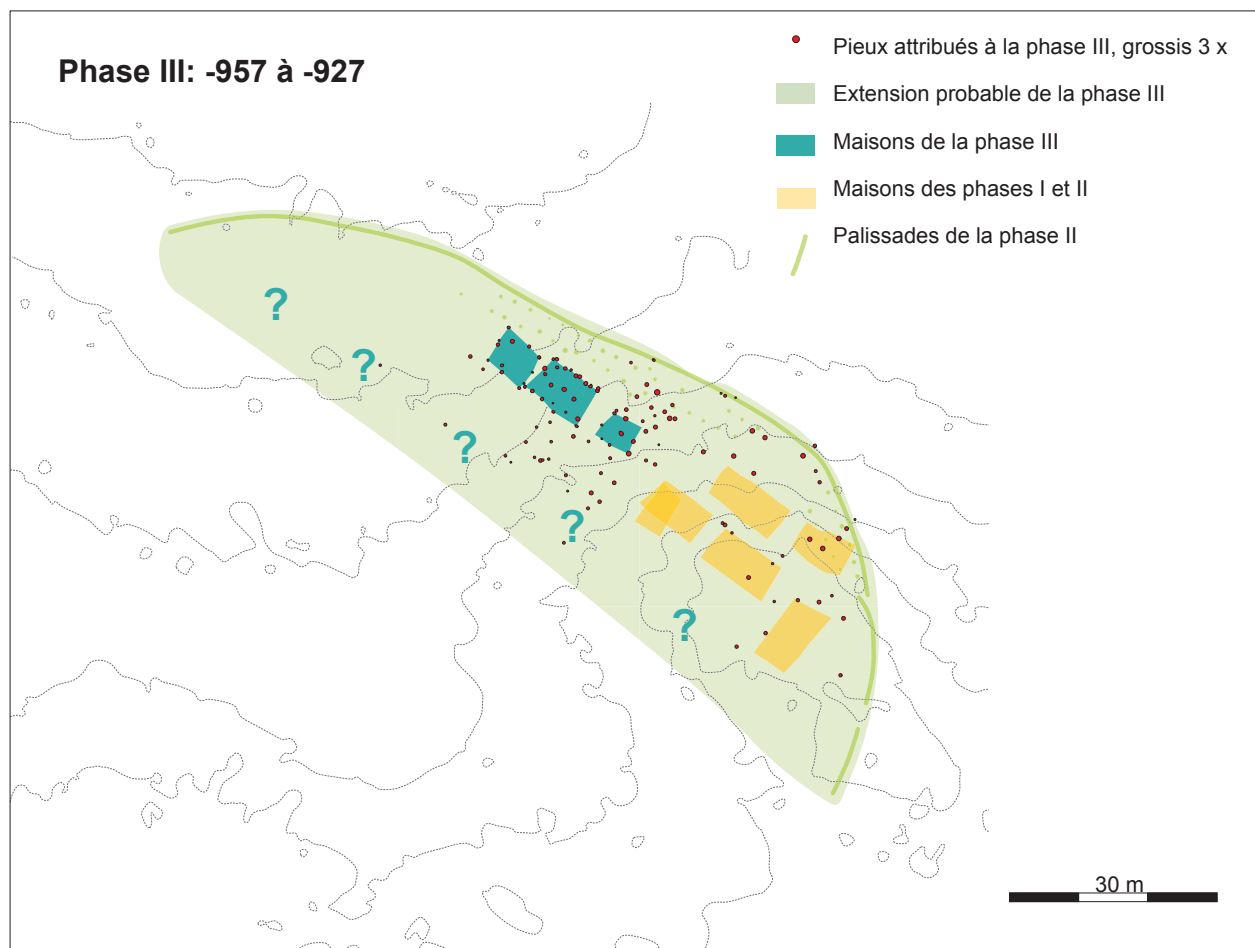 Phase III: -957 à -927
Pieux attribués à la phase III, grossis 3 x
Extension probable de la phase III
Maisons de la phase III
Maisons des phases I et II
Palissades de la phase II
?
?
?
?
?
30 m